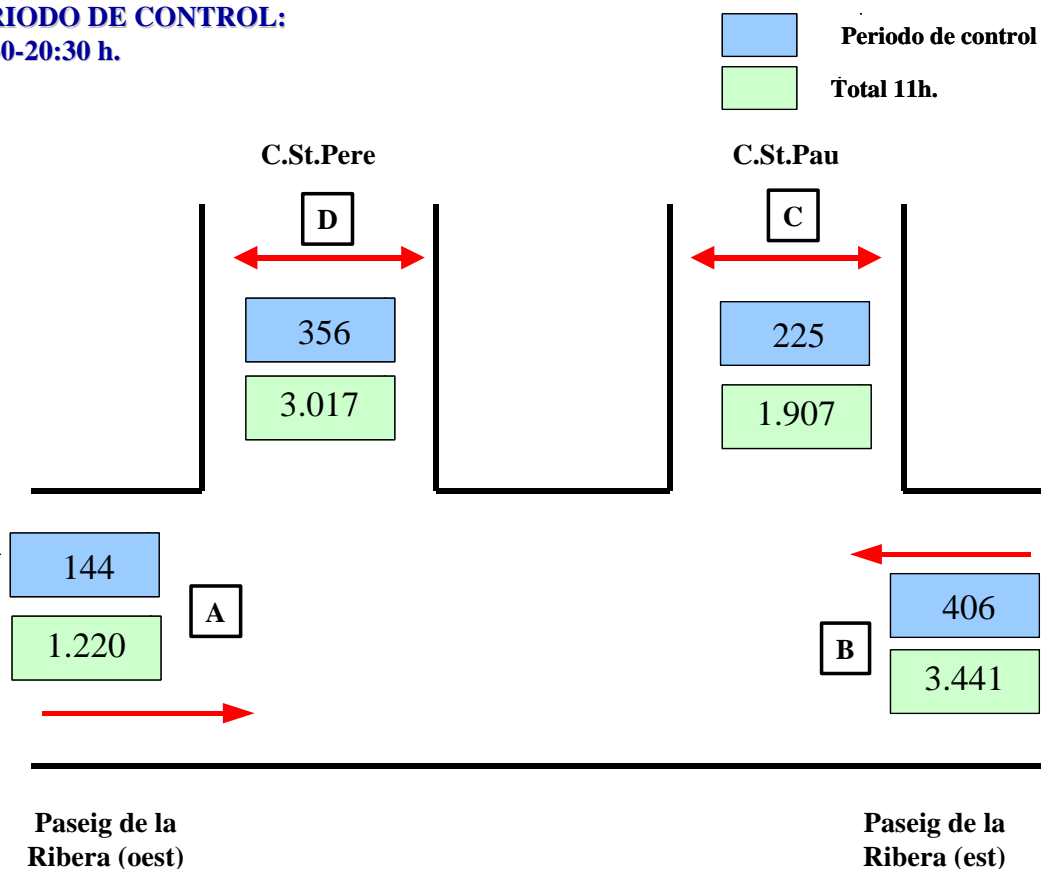 RIODO DE CONTROL:
0-20:30 h.
Periodo de control
Total 11h.
C.St.Pere
C.St.Pau
D
C
356
225
3.017
1.907
144
406
A
1.220
B
3.441
Paseig de la
Ribera (oest)
Paseig de la
Ribera (est)